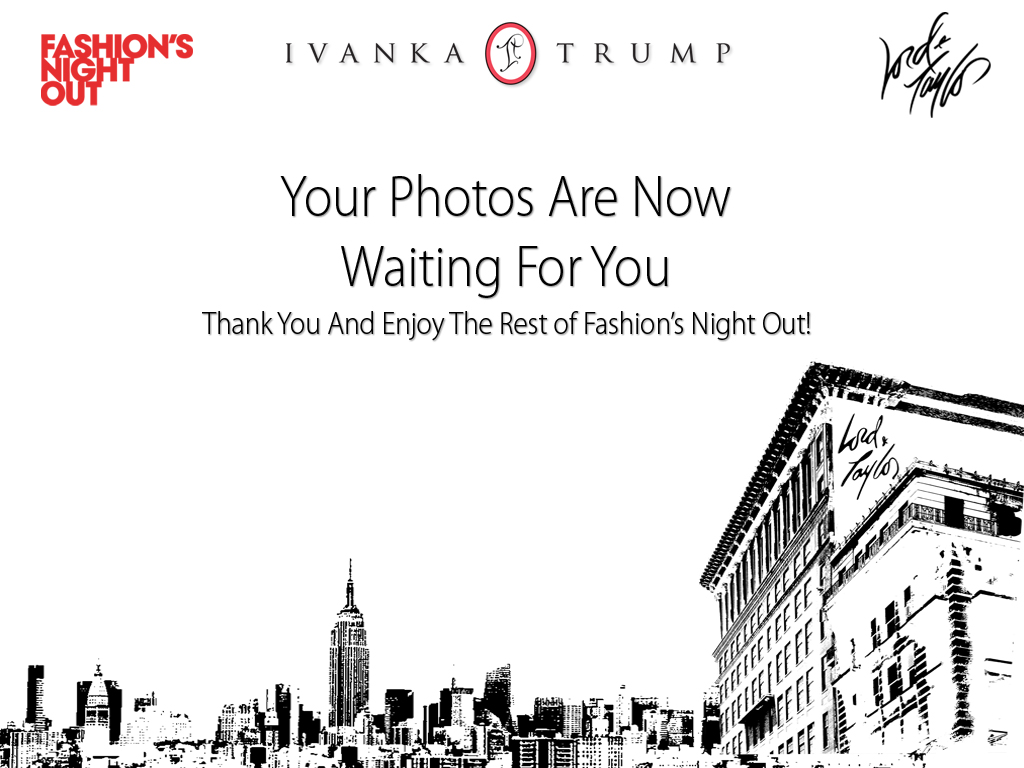 FASHION'S
NIGHT
OUT
IVANKA TRUMP
Lord &
Taylor
Your Photos Are Now
Waiting For You
Thank You And Enjoy The Rest of Fashion's Night Out!
Lord &
Taylor